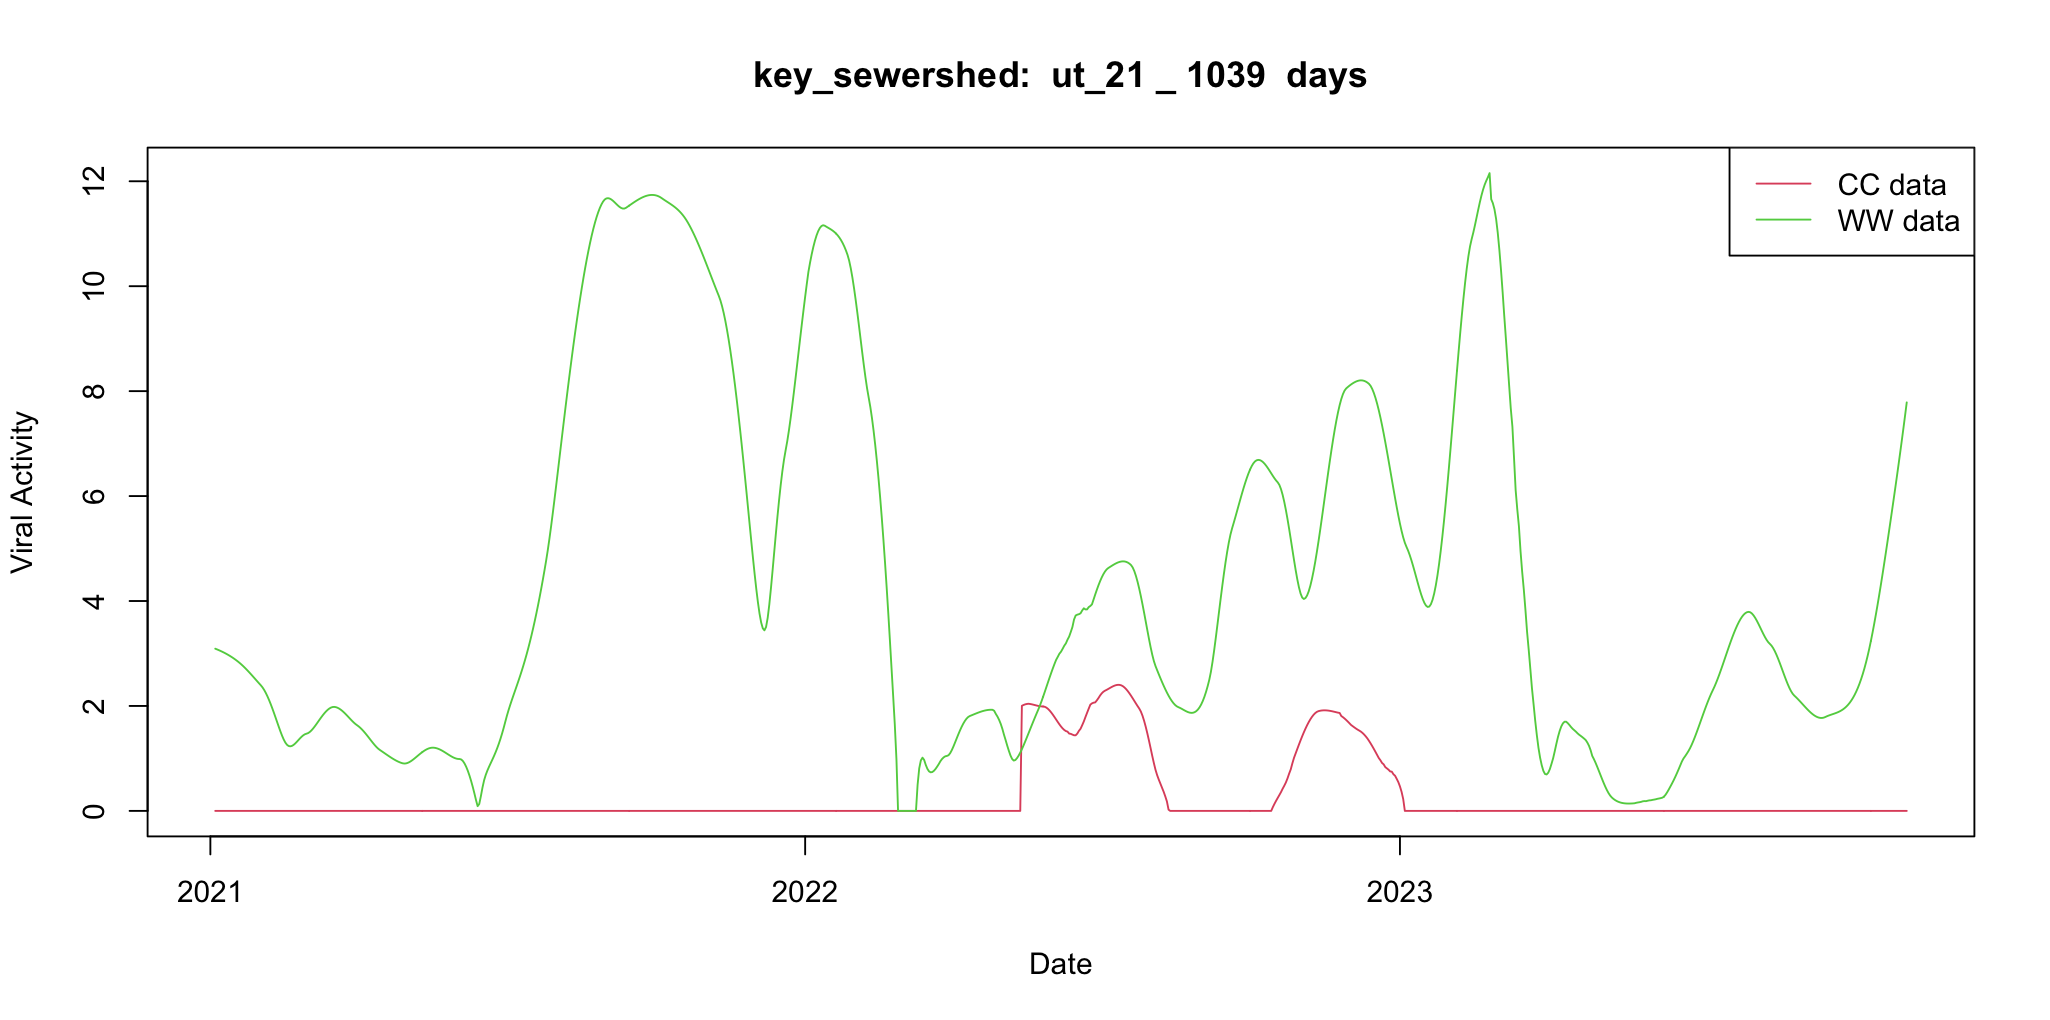 key_sewershed:  ut_21 _ 1039  days
CC data
WW data
Viral Activity
12
10
8
6
4
2
0
2021
2022
2023
Date